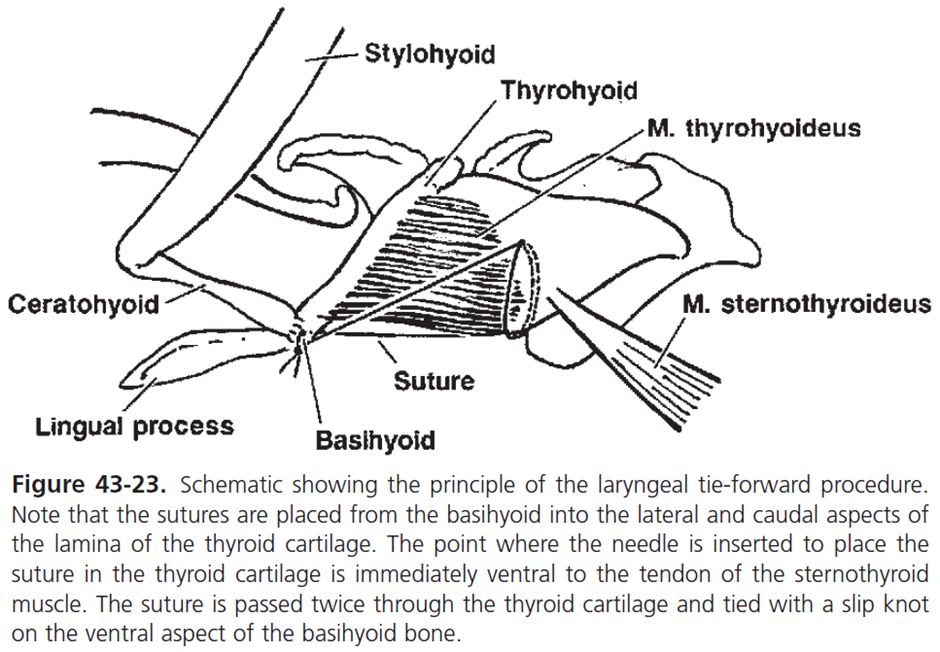 Stylohyoid
Thyrohyoid
M. thyrohyoideus
Ceratohyoid
M. sternothyroideus
Suture
Lingual process
Basihyoid
Figure 43-23. Schematic showing the principle of the laryngeal tie-forward procedure.
Note that the sutures are placed from the basihyoid into the lateral and caudal aspects of
the lamina of the thyroid cartilage. The point where the needle is inserted to place the
suture in the thyroid cartilage is immediately ventral to the tendon of the sternothyroid
muscle. The suture is passed twice through the thyroid cartilage and tied with a slip knot
on the ventral aspect of the basihyoid bone.